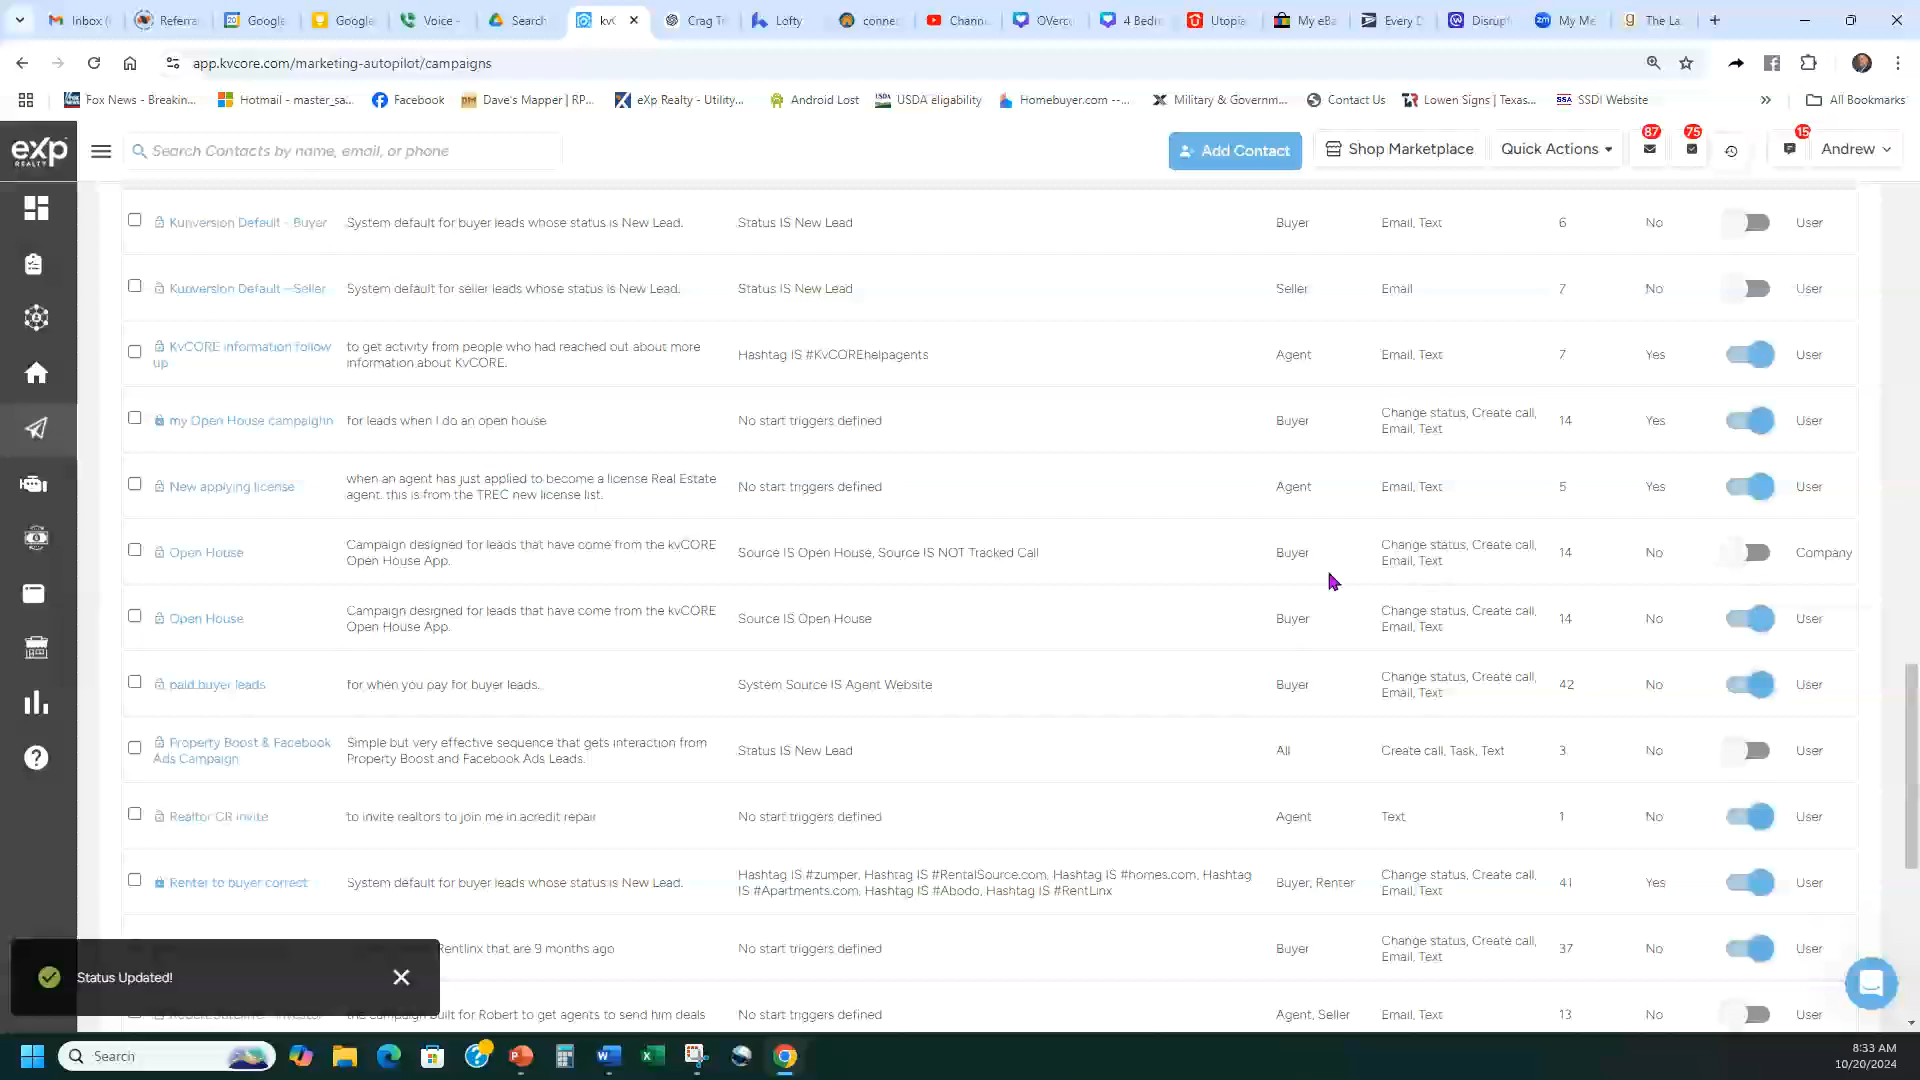 Inbox (
Referra
Google
Google
Voice -
Search
kvC
Crag Tr
Lofty
conne
Chann
OVerc
4 Bedr
Utopia
My eBa
Every D
Disrupt
My Me
The La
app.kvcore.com/marketing-autopilot/campaigns
Fox News - Breakin...
Hotmail - master_sa...
Facebook
Dave's Mapper | RP...
eXp Realty - Utility...
Android Lost
USDA eligibility
Homebuyer.com --...
Military & Governm...
Contact Us
Lowen Signs | Texas...
SSDI Website
All Bookmarks
eXp REALTY
Search Contacts by name, email, or phone
Add Contact
Shop Marketplace
Quick Actions
87
75
15
Andrew
Kunversion Default - Buyer
System default for buyer leads whose status is New Lead.
Status IS New Lead
Buyer
Email, Text
6
No
User
Kunversion Default – Seller
System default for seller leads whose status is New Lead.
Status IS New Lead
Seller
Email
7
No
User
KvCORE information follow
up
to get activity from people who had reached out about more
information about KvCORE.
Hashtag IS #KvCOREhelpagents
Agent
Email, Text
7
Yes
User
my Open House campaighn
for leads when I do an open house
No start triggers defined
Buyer
Change status, Create call,
Email, Text
14
Yes
User
New applying license
when an agent has just applied to become a license Real Estate
agent. this is from the TREC new license list.
No start triggers defined
Agent
Email, Text
5
Yes
User
Open House
Campaign designed for leads that have come from the kvCORE
Open House App.
Source IS Open House, Source IS NOT Tracked Call
Buyer
Change status, Create call,
Email, Text
14
No
Company
Open House
Campaign designed for leads that have come from the kvCORE
Open House App.
Source IS Open House
Buyer
Change status, Create call,
Email, Text
14
No
User
paid buyer leads
for when you pay for buyer leads.
System Source IS Agent Website
Buyer
Change status, Create call,
Email, Text
42
No
User
Property Boost & Facebook
Ads Campaign
Simple but very effective sequence that gets interaction from
Property Boost and Facebook Ads Leads.
Status IS New Lead
All
Create call, Task, Text
3
No
User
Realtor CR invite
to invite realtors to join me in acredit repair
No start triggers defined
Agent
Text
1
No
User
Renter to buyer correct
System default for buyer leads whose status is New Lead.
Hashtag IS #zumper, Hashtag IS #RentalSource.com, Hashtag IS #homes.com, Hashtag
IS #Apartments.com, Hashtag IS #Abodo, Hashtag IS #RentLinx
Buyer, Renter
Change status, Create call,
Email, Text
41
Yes
User
Rentlinx that are 9 months ago
No start triggers defined
Buyer
Change status, Create call,
Email, Text
37
No
User
Status Updated!
the campaign built for Robert to get agents to send him deals
No start triggers defined
Agent, Seller
Email, Text
13
No
User
Search
8:33 AM
10/20/2024